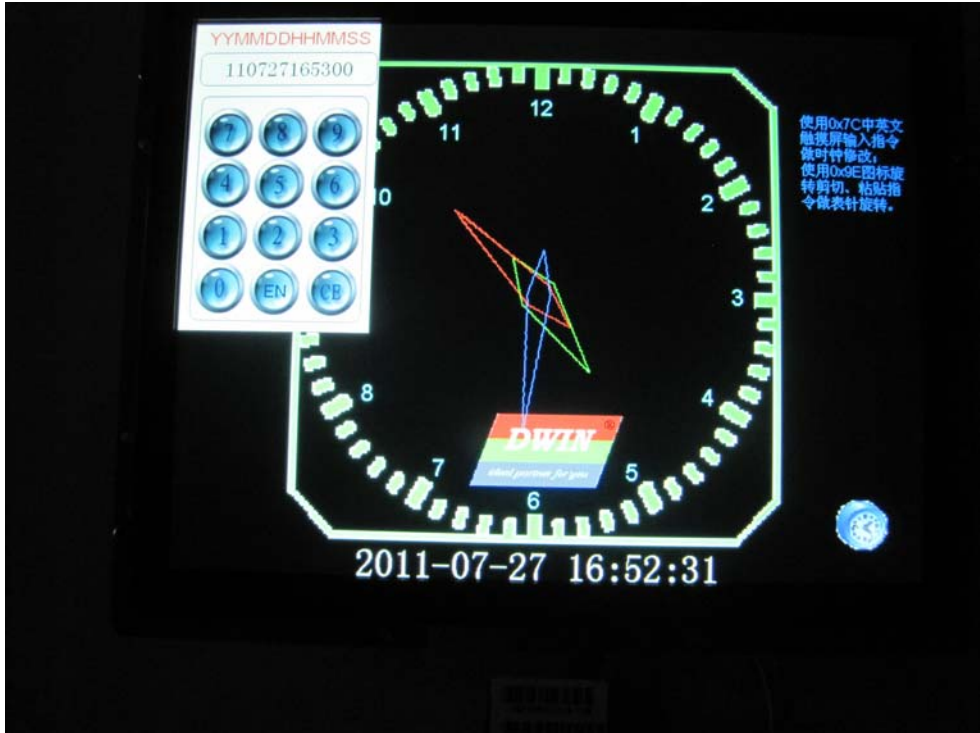 YYMMDDHHMMSS
110727165300
7 8 9
4 5 6
1 2 3
0 EN CE
12
11
1
10
2
3
8
4
7
5
6
DWIN ®
ideal partner for you
2011-07-27 16:52:31
使用0x7C中英文
触摸屏输入指令
做时钟修改；
使用0x9E图标旋
转剪切、粘贴指
令做表针旋转。